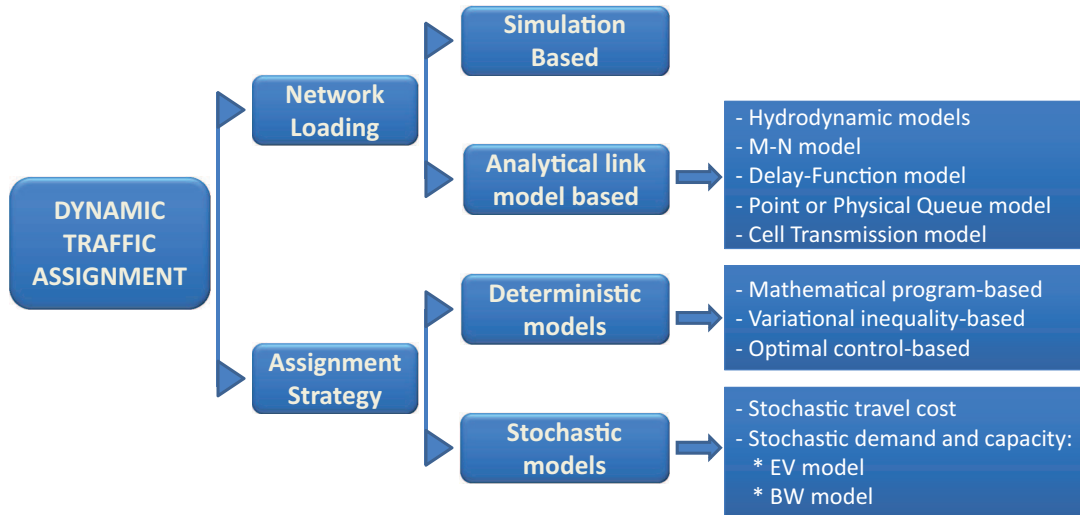 DYNAMIC
TRAFFIC
ASSIGNMENT
Network
Loading
Simulation
Based
Analytical link
model based
- Hydrodynamic models
- M-N model
- Delay-Function model
- Point or Physical Queue model
- Cell Transmission model
Assignment
Strategy
Deterministic
models
- Mathematical program-based
- Variational inequality-based
- Optimal control-based
Stochastic
models
- Stochastic travel cost
- Stochastic demand and capacity:
* EV model
* BW model